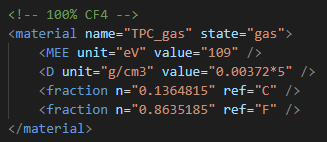 <!-- 100% CF4 -->
<material name="TPC_gas" state="gas">
<MEE unit="eV" value="109" />
<D unit="g/cm3" value="0.00372*5" />
<fraction n="0.1364815" ref="C" />
<fraction n="0.8635185" ref="F" />
</material>